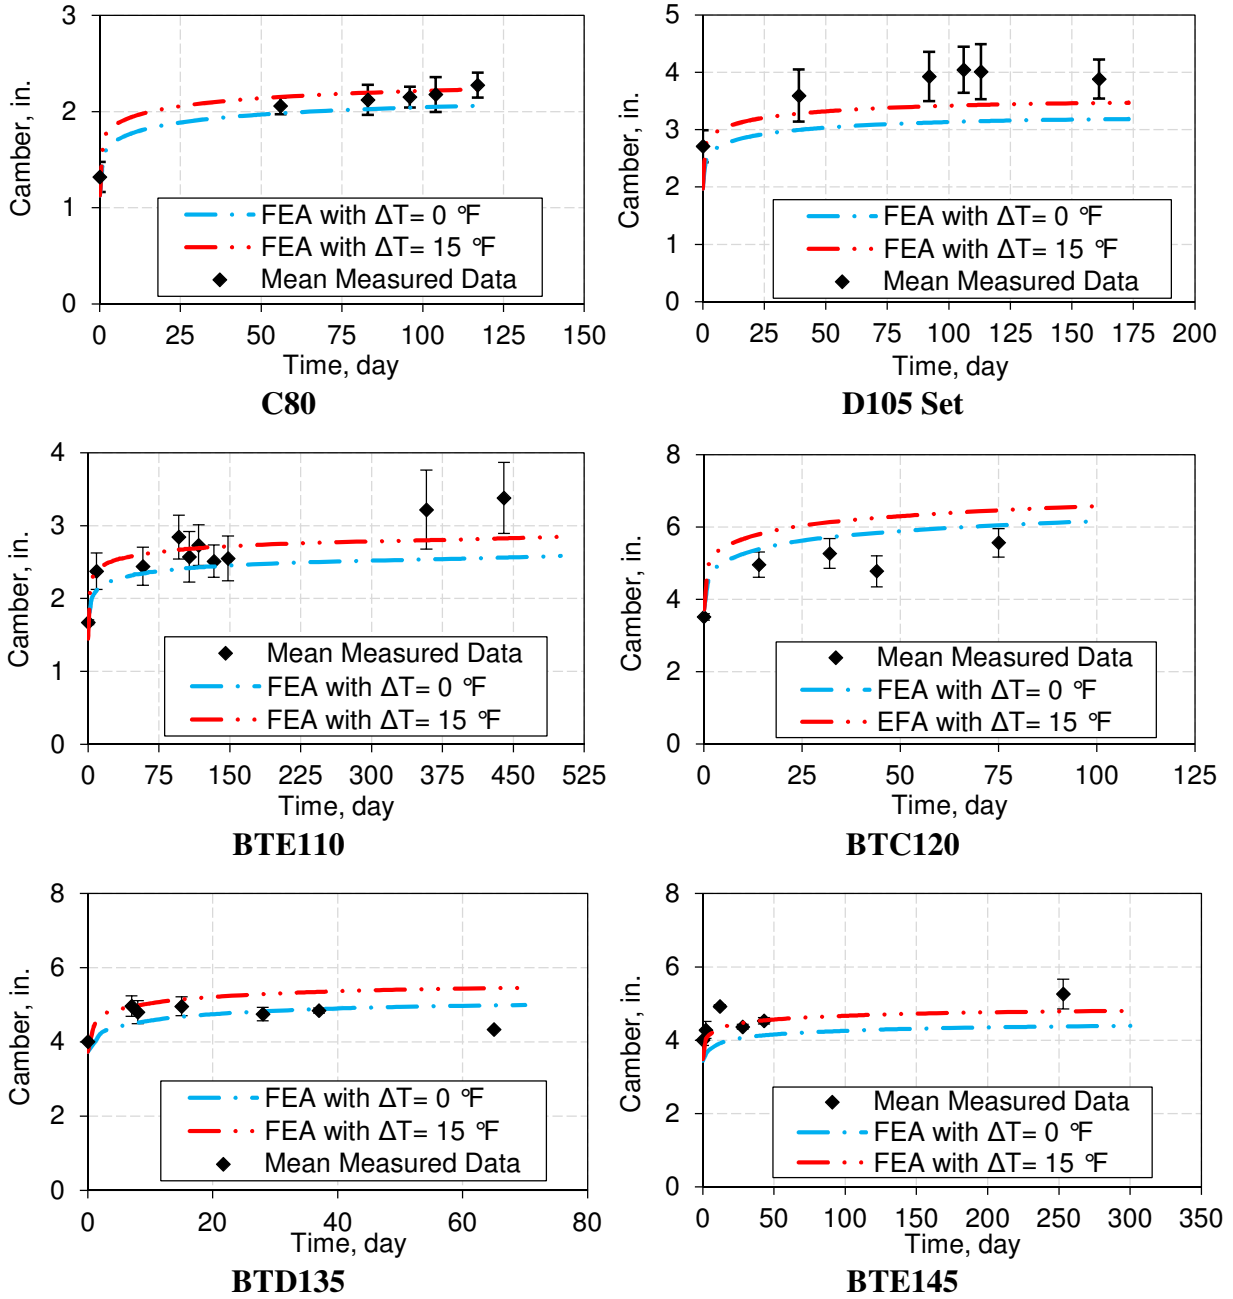 3
2
1
0
Camber, in.
FEA with ΔT= 0 °F
FEA with ΔT= 15 °F
Mean Measured Data
0 25 50 75 100 125 150
Time, day
C80
5
4
3
2
1
0
Camber, in.
FEA with ΔT= 0 °F
FEA with ΔT= 15 °F
Mean Measured Data
0 25 50 75 100 125 150 175 200
Time, day
D105 Set
4
3
2
1
0
Camber, in.
Mean Measured Data
FEA with ΔT= 0 °F
FEA with ΔT= 15 °F
0 75 150 225 300 375 450 525
Time, day
BTE110
8
6
4
2
0
Camber, in.
Mean Measured Data
FEA with ΔT= 0 °F
EFA with ΔT= 15 °F
0 25 50 75 100 125
Time, day
BTC120
8
6
4
2
0
Camber, in.
FEA with ΔT= 0 °F
FEA with ΔT= 15 °F
Mean Measured Data
0 20 40 60 80
Time, day
BTD135
8
6
4
2
0
Camber, in.
Mean Measured Data
FEA with ΔT= 0 °F
FEA with ΔT= 15 °F
0 50 100 150 200 250 300 350
Time, day
BTE145